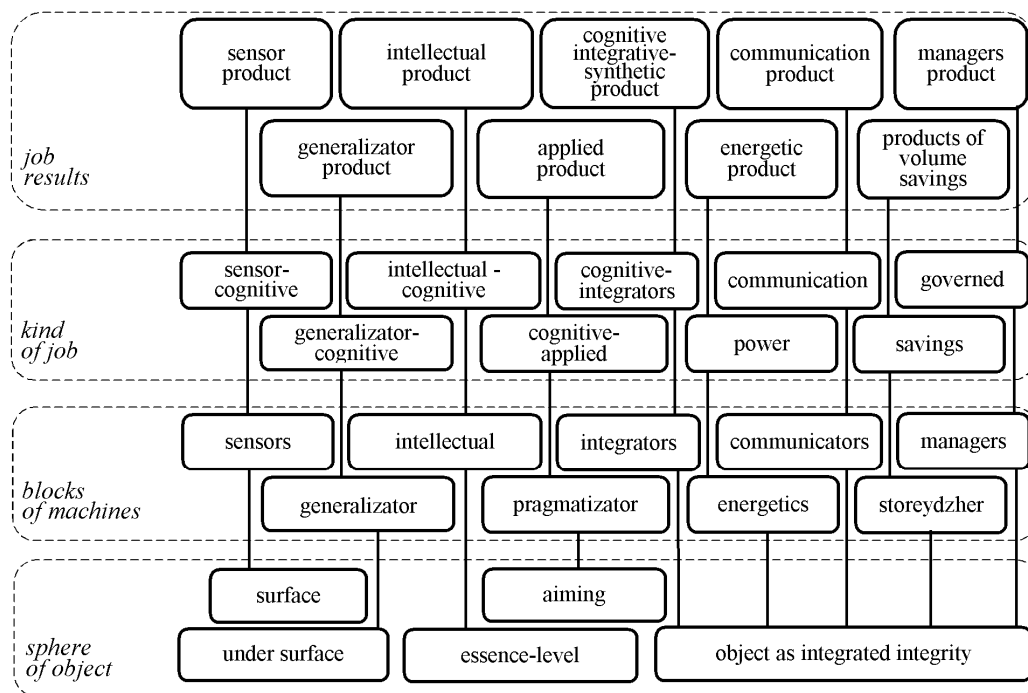 sensor
product
intellectual
product
cognitive
integrative-
synthetic
product
communication
product
managers
product
generalizator
product
applied
product
energetic
product
products of
volume
savings
job
results
sensor-
cognitive
intellectual -
cognitive
cognitive-
integrators
communication
governed
generalizator-
cognitive
cognitive-
applied
power
savings
kind
of job
sensors
intellectual
integrators
communicators
managers
generalizator
pragmatizator
energetics
storeydzher
blocks
of machines
surface
aiming
under surface
essence-level
object as integrated integrity
sphere
of object